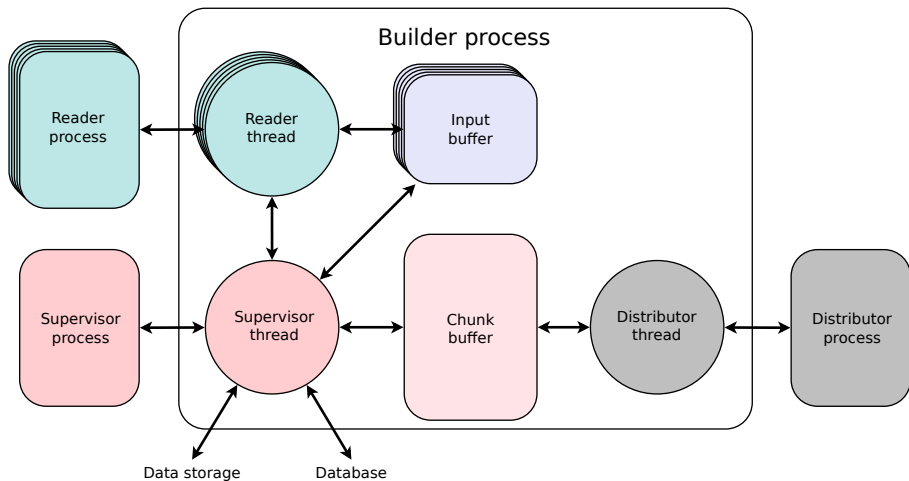 Builder process
Reader
process
Reader
thread
Input
buffer
Supervisor
process
Supervisor
thread
Chunk
buffer
Distributor
thread
Distributor
process
Data storage
Database